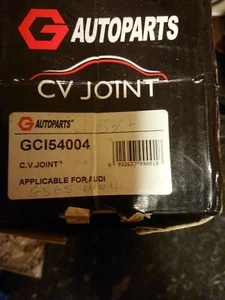 G AUTOPARTS
CV JOINT
G AUTOPARTS
GCI54004
C.V.JOINT
APPLICABLE FOR AUDI